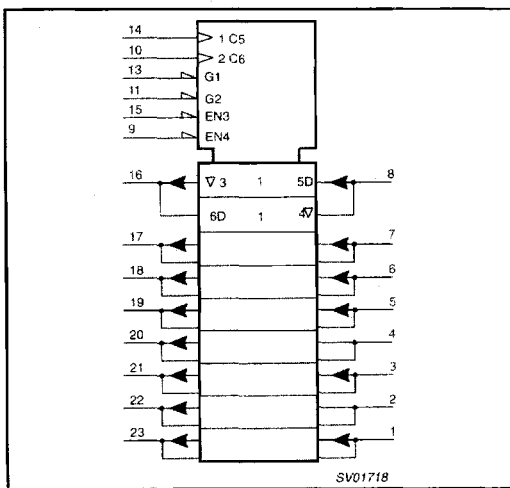 14 1 C5
10 2 C6
13 G1
11 G2
15 EN3
9 EN4
16 ▽ 3 1 5D 8
6D 1 4▽
17 7
18 6
19 5
20 4
21 3
22 2
23 1
SV01718